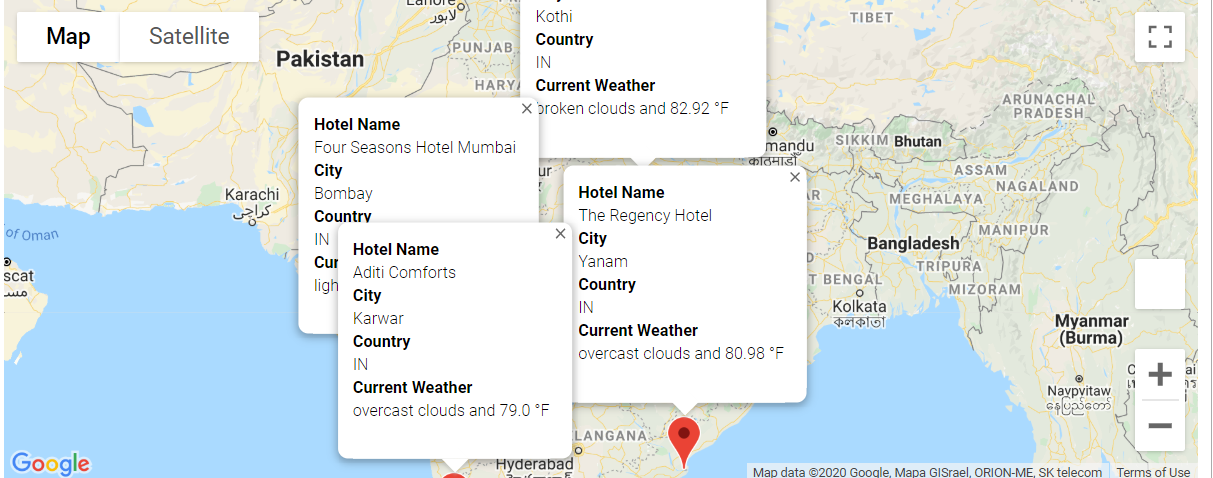 Map
Satellite
Pakistan
PUNJAB
HARYA
Kothi
Country
IN
Current Weather
broken clouds and 82.92 °F
TIBET
ARUNACHAL
PRADESH
SIKKIM
Bhutan
ASSAM
NAGALAND
MEGHALAYA
MANIPUR
Bangladesh
TRIPURA
MIZORAM
Kolkata
কলকাতা
Myanmar
(Burma)
Naypyitaw
နေပြည်တော်
mandu
काठमाडौं
ur
Lahore
لاہور
Karachi
کراچی
of Oman
scat
مسـ
Hotel Name
Four Seasons Hotel Mumbai
City
Bombay
Country
IN
Cur
ligh
Hotel Name
Aditi Comforts
City
Karwar
Country
IN
Current Weather
overcast clouds and 79.0 °F
Hotel Name
The Regency Hotel
City
Yanam
Country
IN
Current Weather
overcast clouds and 80.98 °F
T BENGAL
LANGANA
Hyderabad
ai
Google
Map data ©2020 Google, Mapa GISrael, ORION-ME, SK telecom
Terms of Use